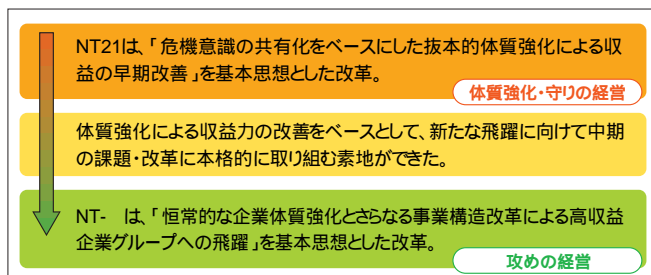 NT21は、「危機意識の共有化をベースにした抜本的体質強化による収
益の早期改善」を基本思想とした改革。
体質強化・守りの経営
体質強化による収益力の改善をベースとして、新たな飛躍に向けて中期
の課題・改革に本格的に取り組む素地ができた。
NT- は、「恒常的な企業体質強化とさらなる事業構造改革による高収益
企業グループへの飛躍」を基本思想とした改革。
攻めの経営